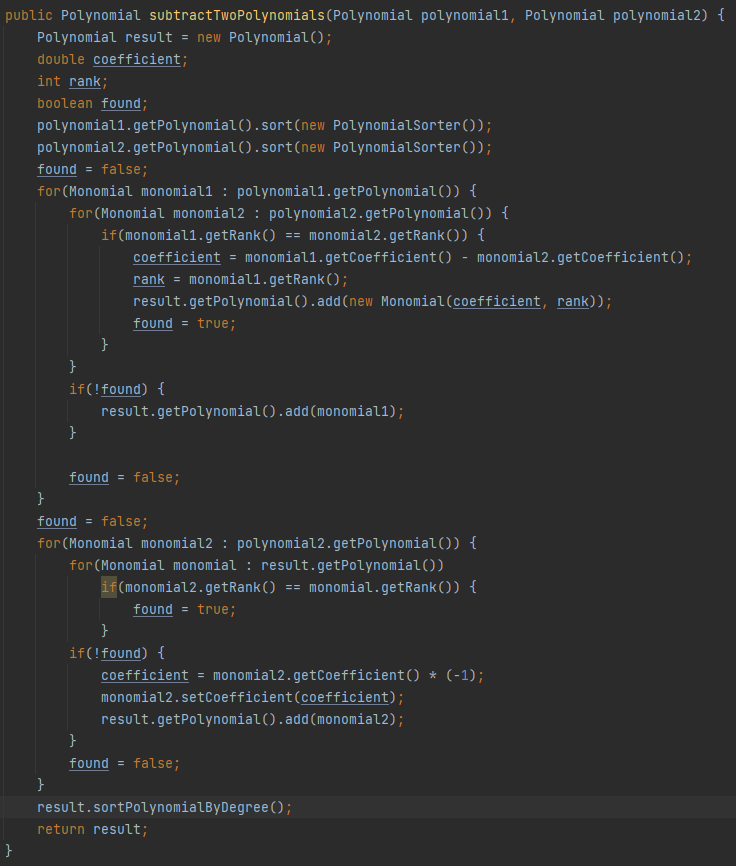 public Polynomial subtractTwoPolynomials(Polynomial polynomial1, Polynomial polynomial2) {
    Polynomial result = new Polynomial();
    double coefficient;
    int rank;
    boolean found;
    polynomial1.getPolynomial().sort(new PolynomialSorter());
    polynomial2.getPolynomial().sort(new PolynomialSorter());
    found = false;
    for(Monomial monomial1 : polynomial1.getPolynomial()) {
        for(Monomial monomial2 : polynomial2.getPolynomial()) {
            if(monomial1.getRank() == monomial2.getRank()) {
                coefficient = monomial1.getCoefficient() - monomial2.getCoefficient();
                rank = monomial1.getRank();
                result.getPolynomial().add(new Monomial(coefficient, rank));
                found = true;
            }
        }
        if(!found) {
            result.getPolynomial().add(monomial1);
        }

        found = false;
    }
    found = false;
    for(Monomial monomial2 : polynomial2.getPolynomial()) {
        for(Monomial monomial : result.getPolynomial())
            if(monomial2.getRank() == monomial.getRank()) {
                found = true;
            }
        if(!found) {
            coefficient = monomial2.getCoefficient() * (-1);
            monomial2.setCoefficient(coefficient);
            result.getPolynomial().add(monomial2);
        }
        found = false;
    }
    result.sortPolynomialByDegree();
    return result;
}